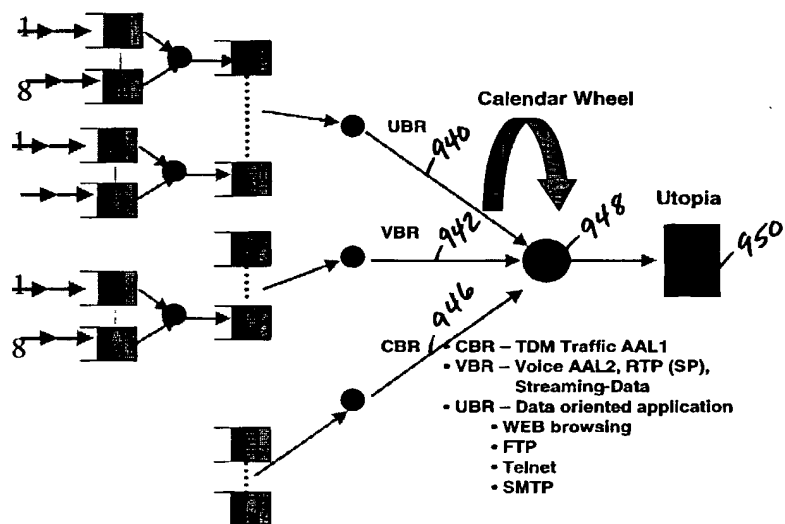 1
8
1
1
8
UBR
940
Calendar Wheel
VBR
942
948
Utopia
950
CBR
946
• CBR – TDM Traffic AAL1
• VBR – Voice AAL2, RTP (SP),
Streaming-Data
• UBR – Data oriented application
• WEB browsing
• FTP
• Telnet
• SMTP